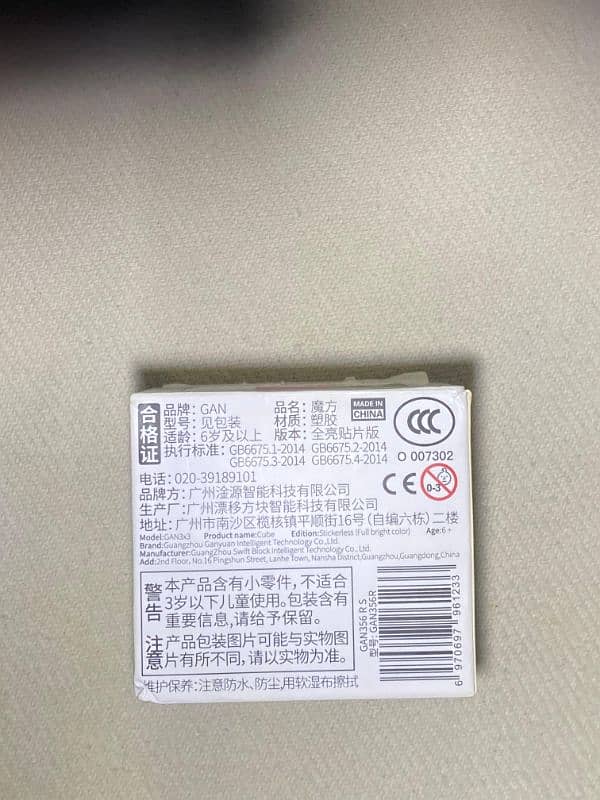 合格证
品牌: GAN 品名: 魔方 MADE IN CHINA
型号: 见包装 材质: 塑胶
适龄: 6岁及以上 版本: 全亮贴片版
执行标准: GB6675.1-2014 GB6675.2-2014
GB6675.3-2014 GB6675.4-2014
CCC
O 007302
电话: 020-39189101
CE 0-3
品牌方: 广州淦源智能科技有限公司
生产厂: 广州漂移方块智能科技有限公司
地址: 广州市南沙区榄核镇平顺街16号(自编六栋)二楼
Model:GAN3x3 Product name:Cube Edition:Stickerless (Full bright color) Age:6 +
Brand:Guangzhou Ganyuan Intelligent Technology Co.,Ltd.
Manufacturer:GuangZhou Swift Block Intelligent Technology Co.,Ltd.
Add:2nd Floor, No.16 Pingshun Street, Lanhe Town, Nansha District,Guangzhou,Guangdong,China
警告
本产品含有小零件,不适合
3岁以下儿童使用。包装含有
重要信息,请给予保留。
注意
产品包装图片可能与实物图
片有所不同,请以实物为准。
维护保养: 注意防水、防尘,用软湿布擦拭
GAN356 R S
型号: GAN356R
6 970697 961233